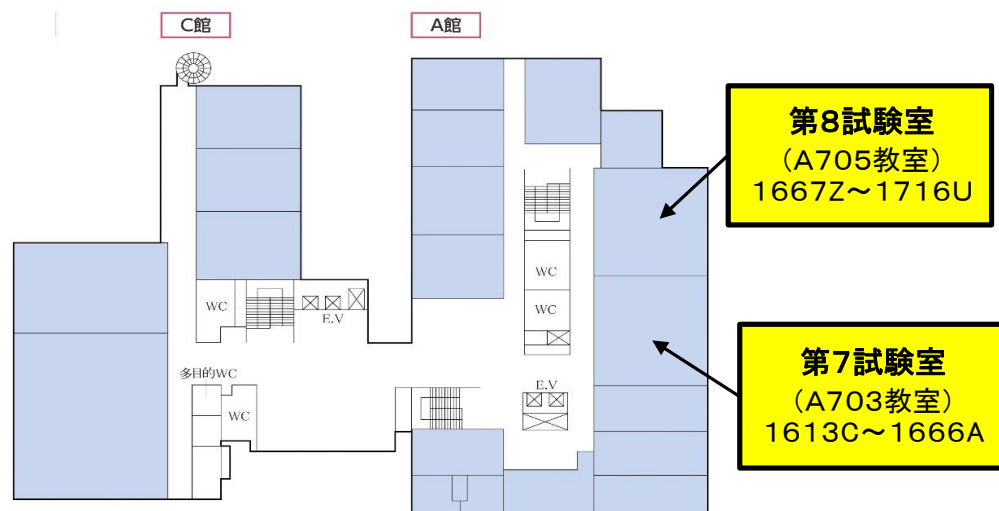 C館
A館
第8試験室
(A705教室)
1667Z~1716U
WC
WC
WC
E.V
第7試験室
(A703教室)
1613C~1666A
多目的WC
WC
E.V